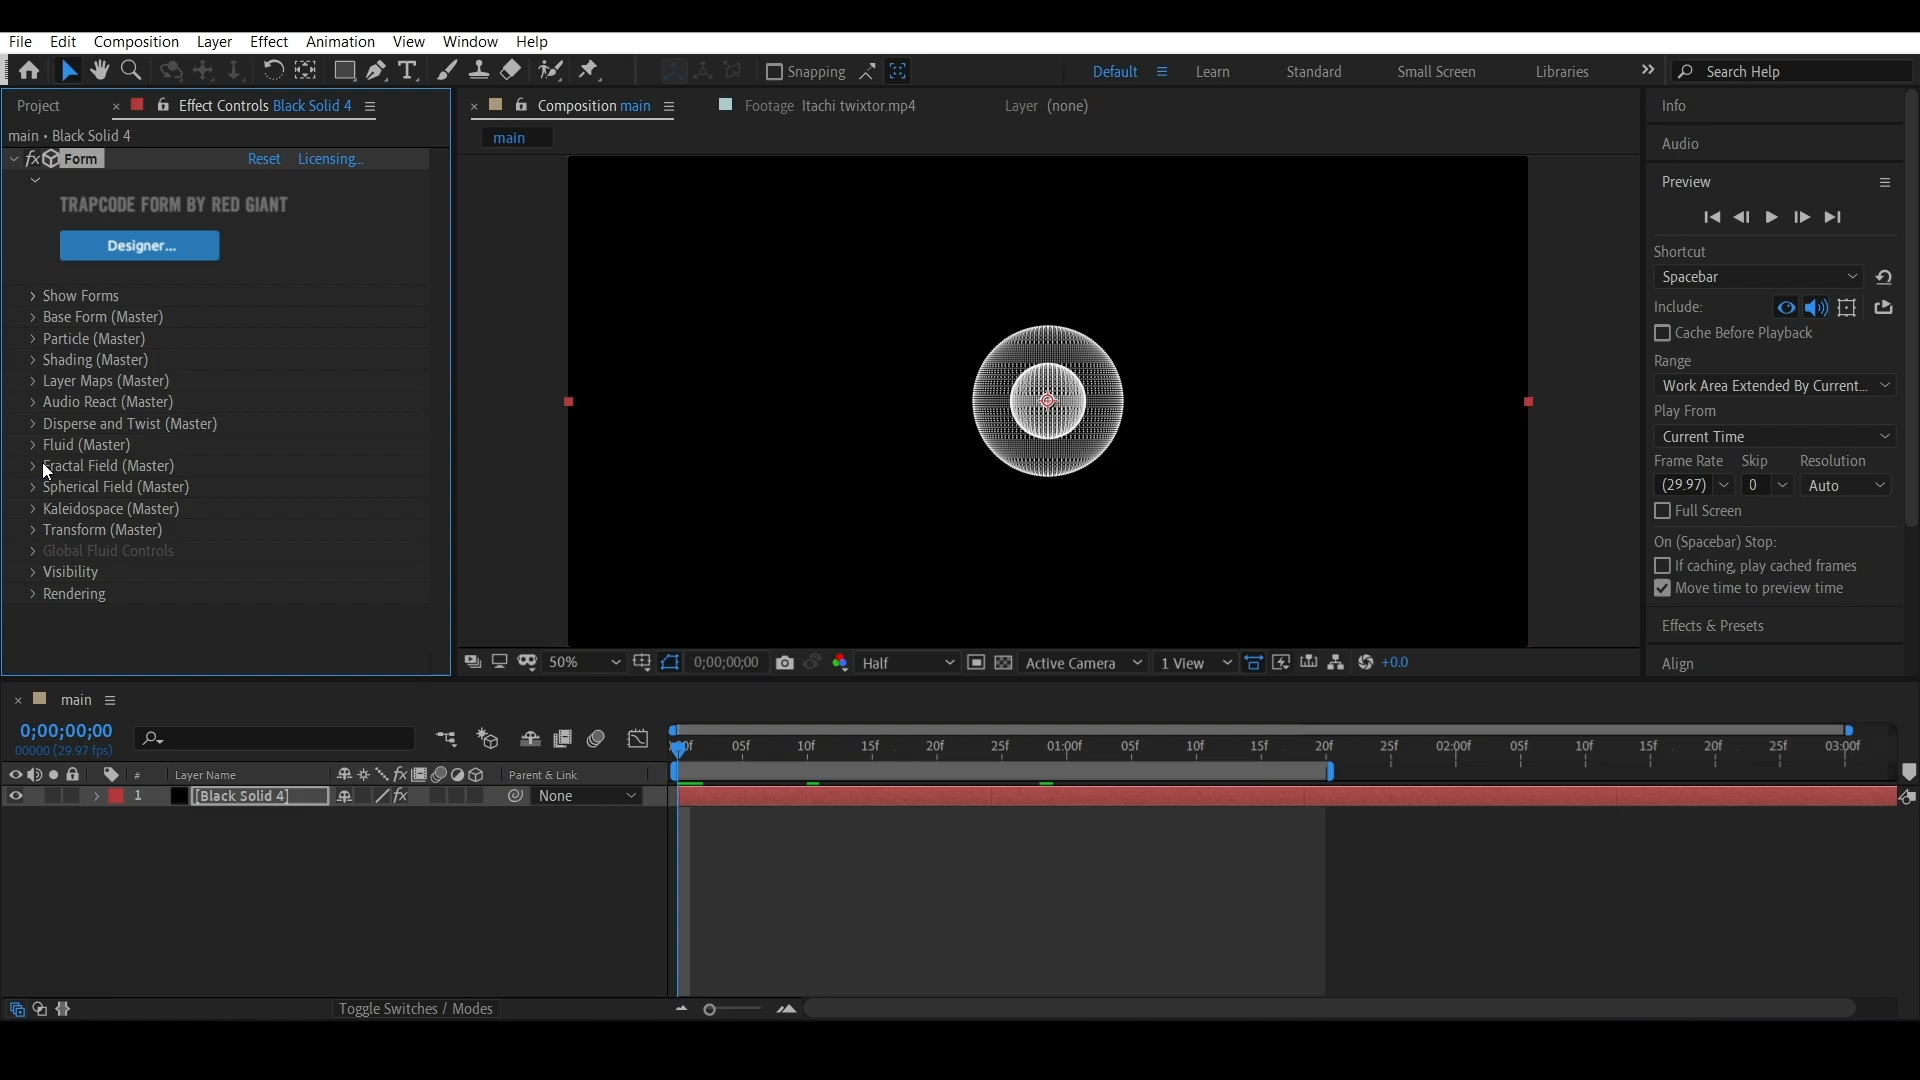 File Edit Composition Layer Effect Animation View Window Help
Snapping Default Learn Standard Small Screen Libraries Search Help
Project Effect Controls Black Solid 4
main • Black Solid 4
fx Form Reset Licensing...
TRAPCODE FORM BY RED GIANT
Designer...
Show Forms
Base Form (Master)
Particle (Master)
Shading (Master)
Layer Maps (Master)
Audio React (Master)
Disperse and Twist (Master)
Fluid (Master)
Fractal Field (Master)
Spherical Field (Master)
Kaleidospace (Master)
Transform (Master)
Global Fluid Controls
Visibility
Rendering
Composition main Footage Itachi twixtor.mp4 Layer (none)
main
50% 0;00;00;00 Half Active Camera 1 View +0.0
Info
Audio
Preview
Shortcut
Spacebar
Include:
Cache Before Playback
Range
Work Area Extended By Current...
Play From
Current Time
Frame Rate Skip Resolution
(29.97) 0 Auto
Full Screen
On (Spacebar) Stop:
If caching, play cached frames
Move time to preview time
Effects & Presets
Align
main
0;00;00;00
00000 (29.97 fps)
05f 10f 15f 20f 25f 01:00f 05f 10f 15f 20f 25f 02:00f 05f 10f 15f 20f 25f 03:00f
# Layer Name fx Parent & Link
1 [Black Solid 4] fx None
Toggle Switches / Modes